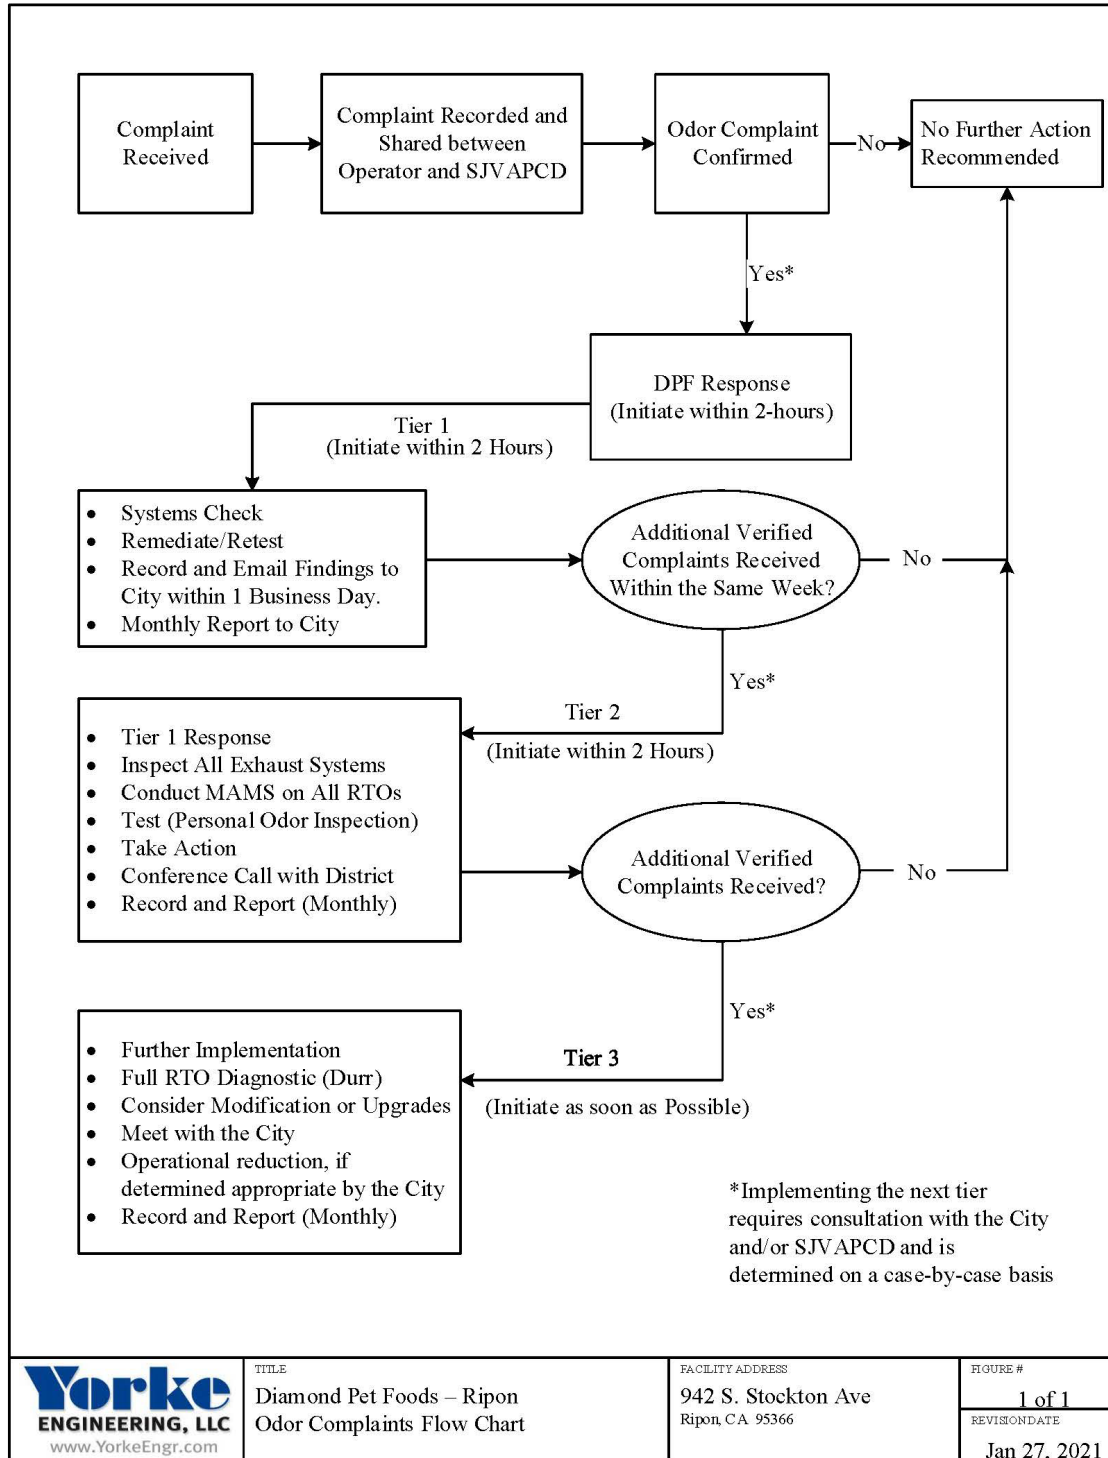 Complaint
Received
Complaint Recorded and
Shared between
Operator and SJVAPCD
Odor Complaint
Confirmed
No
No Further Action
Recommended
Yes*
DPF Response
(Initiate within 2-hours)
Tier 1
(Initiate within 2 Hours)
• Systems Check
• Remediate/Retest
• Record and Email Findings to
City within 1 Business Day.
• Monthly Report to City
Additional Verified
Complaints Received
Within the Same Week?
No
Yes*
Tier 2
(Initiate within 2 Hours)
• Tier 1 Response
• Inspect All Exhaust Systems
• Conduct MAMS on All RTOs
• Test (Personal Odor Inspection)
• Take Action
• Conference Call with District
• Record and Report (Monthly)
Additional Verified
Complaints Received?
No
Yes*
Tier 3
(Initiate as soon as Possible)
• Further Implementation
• Full RTO Diagnostic (Durr)
• Consider Modification or Upgrades
• Meet with the City
• Operational reduction, if
determined appropriate by the City
• Record and Report (Monthly)
*Implementing the next tier
requires consultation with the City
and/or SJVAPCD and is
determined on a case-by-case basis
Yorke
ENGINEERING, LLC
www.YorkeEngr.com
TITLE
Diamond Pet Foods – Ripon
Odor Complaints Flow Chart
FACILITY ADDRESS
942 S. Stockton Ave
Ripon, CA 95366
FIGURE #
1 of 1
REVISION DATE
Jan 27, 2021